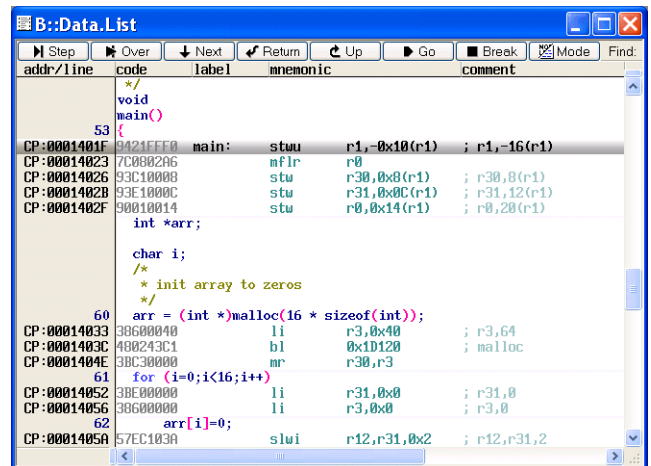 B::Data.List
Step Over Next Return Up Go Break Mode Find:
addr/line code label mnemonic comment
*/
void
main()
53 {
CP:0001401F 9421FFF0 main: stwu r1,-0x10(r1) ; r1,-16(r1)
CP:00014023 7C0802A6 mflr r0
CP:00014026 93C10008 stw r30,0x8(r1) ; r30,8(r1)
CP:0001402B 93E1000C stw r31,0x0C(r1) ; r31,12(r1)
CP:0001402F 90010014 stw r0,0x14(r1) ; r0,20(r1)
int *arr;
char i;
/*
* init array to zeros
*/
60 arr = (int *)malloc(16 * sizeof(int));
CP:00014033 38600040 li r3,0x40 ; r3,64
CP:0001403C 480243C1 bl 0x1D120 ; malloc
CP:0001404E 3BC30000 mr r30,r3
61 for (i=0;i<16;i++)
CP:00014052 3BE00000 li r31,0x0 ; r31,0
CP:00014056 38600000 li r3,0x0 ; r3,0
62 arr[i]=0;
CP:0001405A 57EC103A slwi r12,r31,0x2 ; r12,r31,2